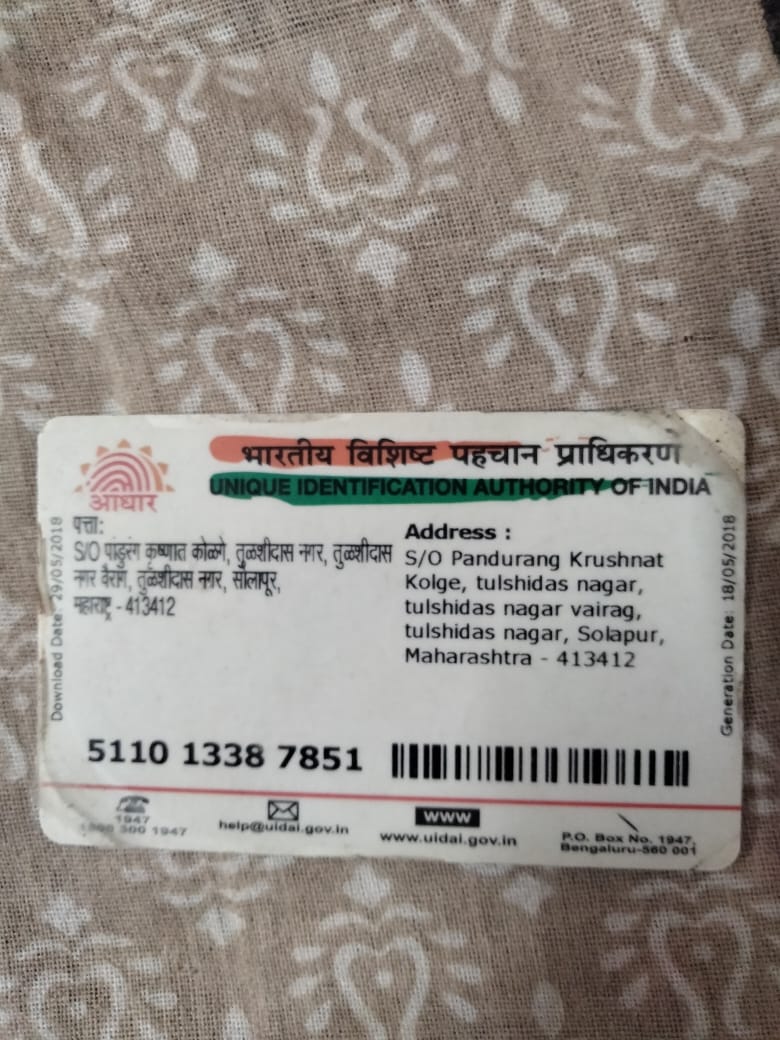 भारतीय विशिष्ट पहचान प्राधिकरण
UNIQUE IDENTIFICATION AUTHORITY OF INDIA
आधार
पत्ता:
S/O पांडुरंग कृष्णात कोळगे, तुळशीदास नगर, तुळशीदास
नगर वैराग, तुळशीदास नगर, सोलापूर,
महाराष्ट्र - 413412
Address :
S/O Pandurang Krushnat
Kolge, tulshidas nagar,
tulshidas nagar vairag,
tulshidas nagar, Solapur,
Maharashtra - 413412
Download Date: 29/05/2018
Generation Date: 18/05/2018
5110 1338 7851
1947
1800 300 1947
help@uidai.gov.in
WWW
www.uidai.gov.in
P.O. Box No. 1947,
Bengaluru-560 001